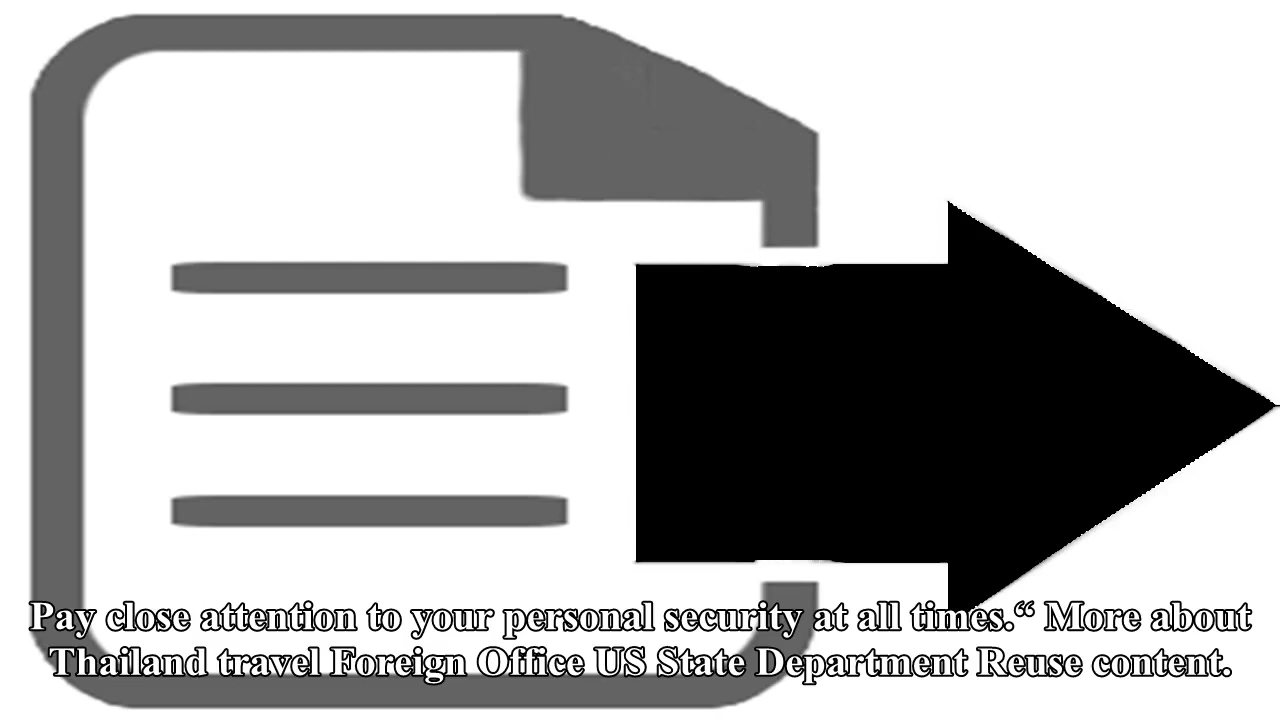 Pay close attention to your personal security at all times.“ More about
Thailand travel Foreign Office US State Department Reuse content.